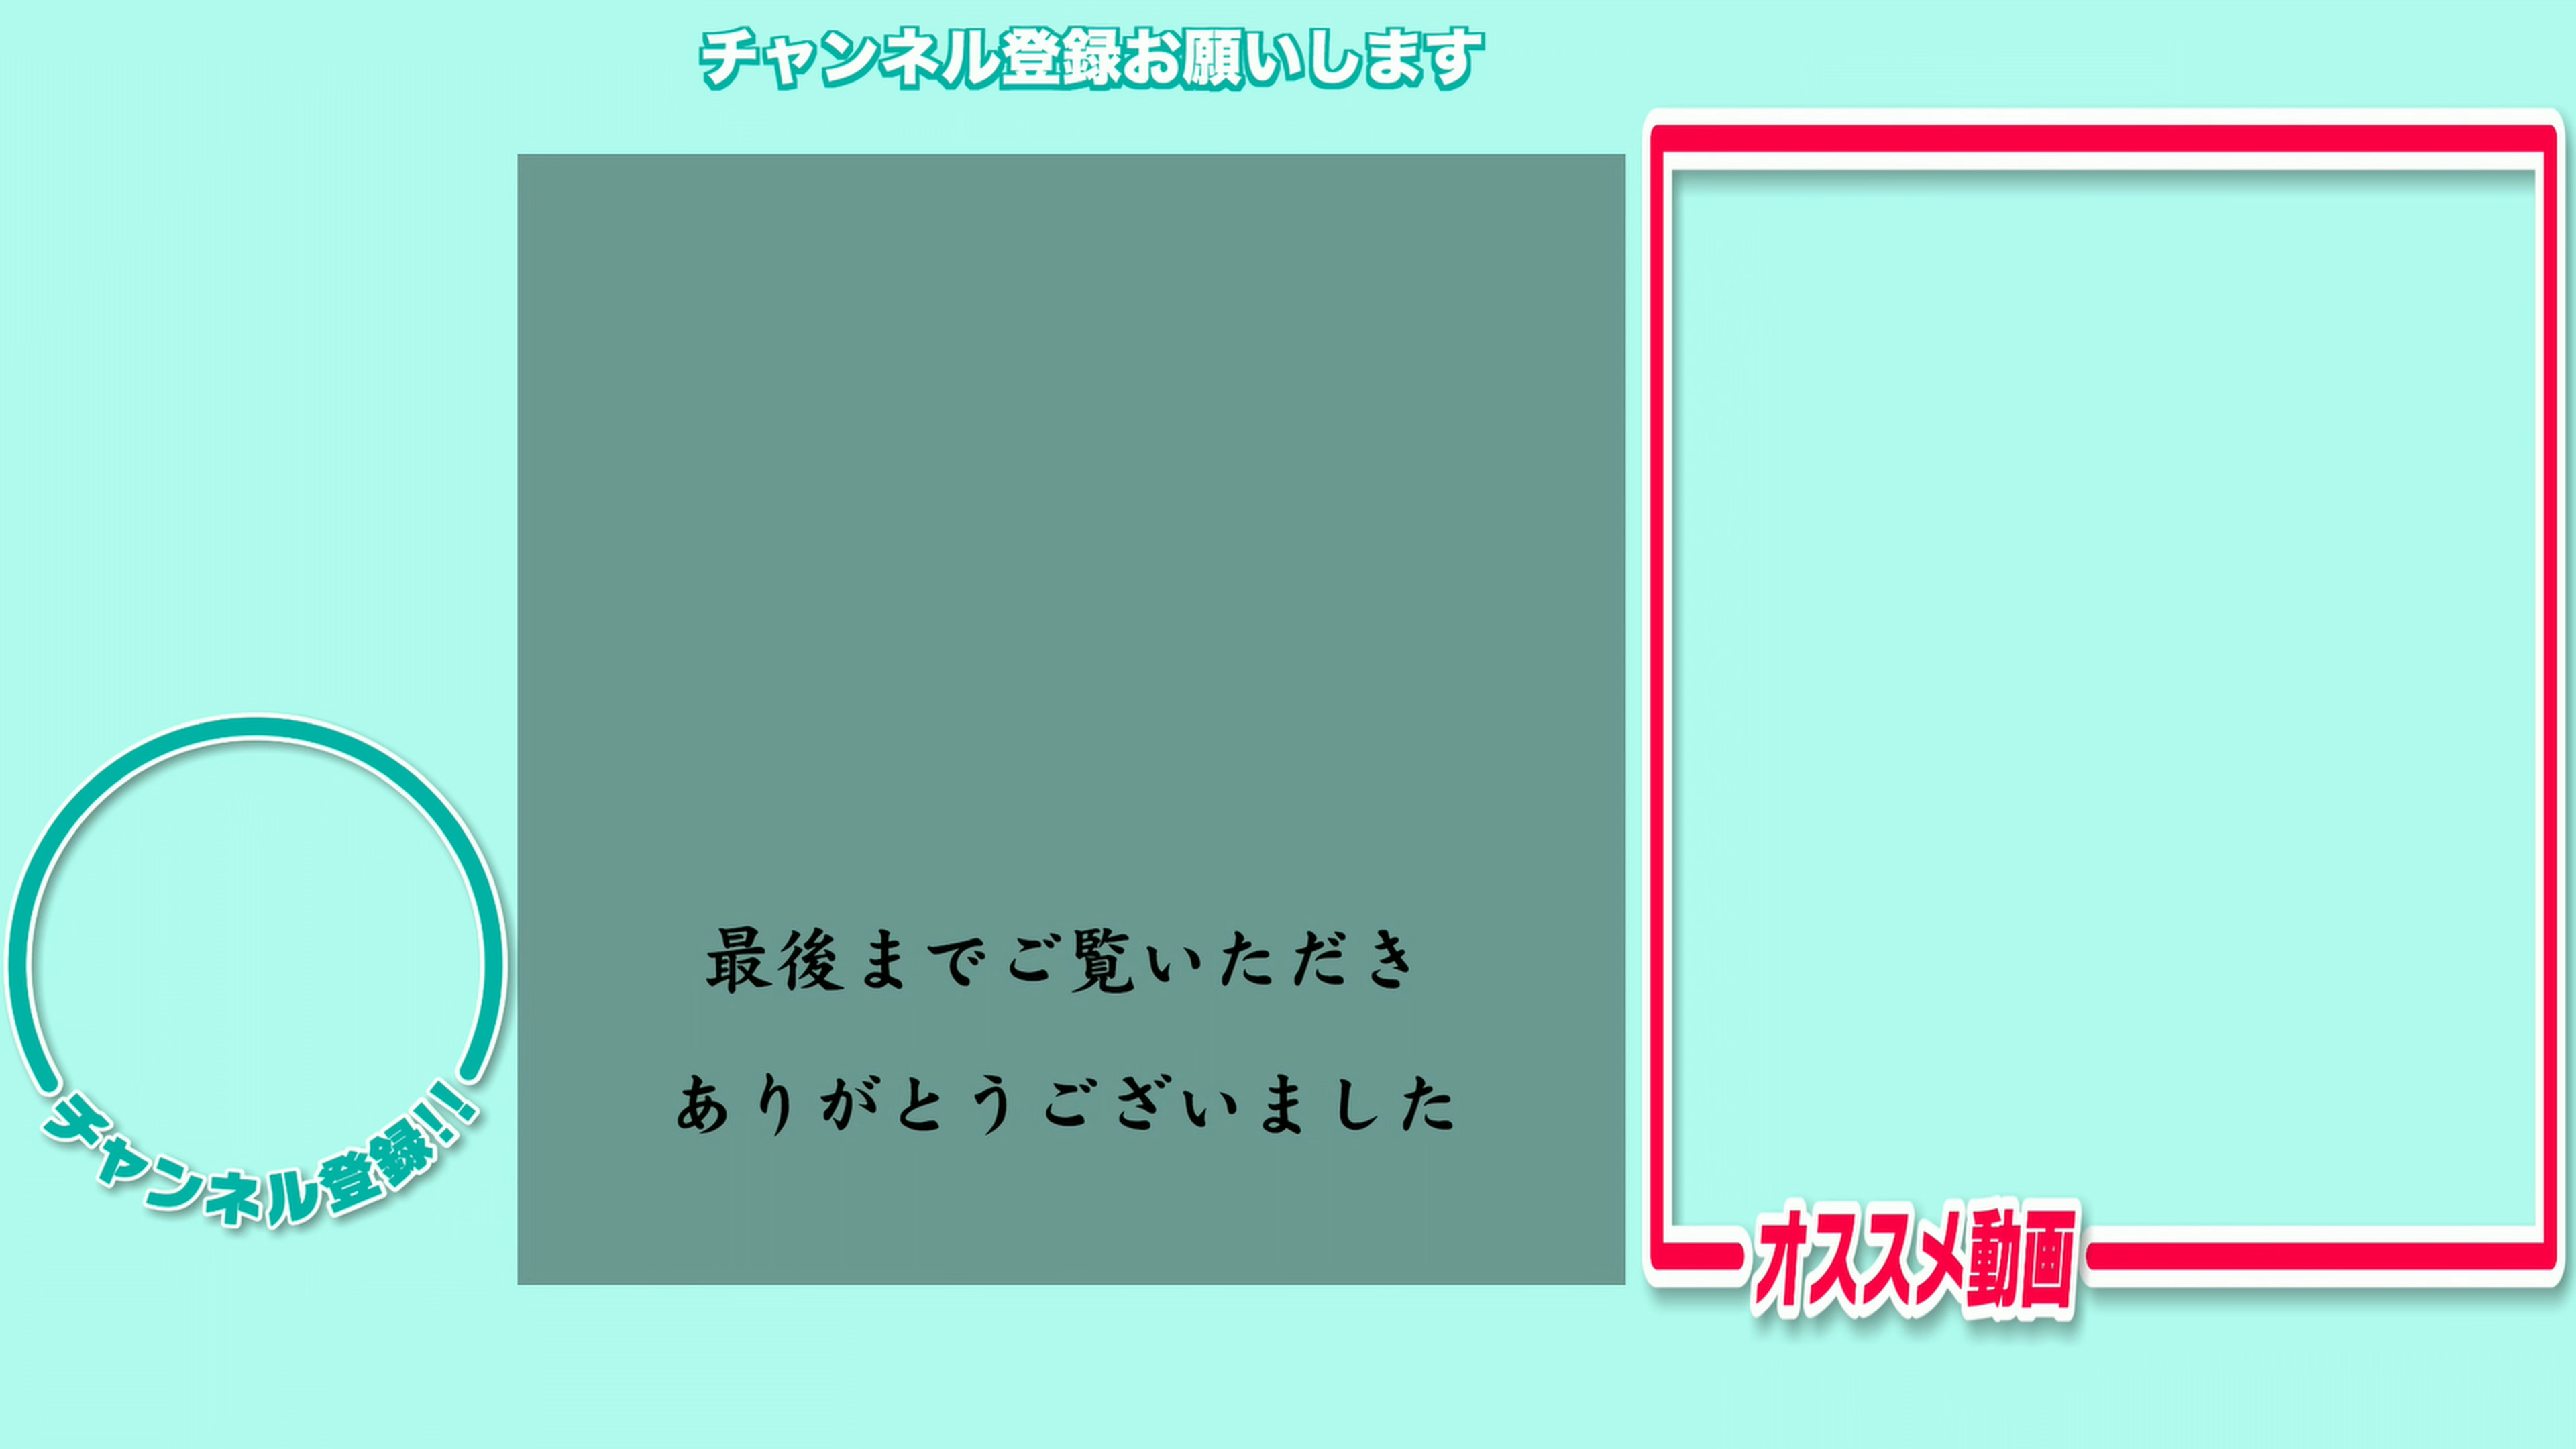 チャンネル登録お願いします
最後までご覧いただき
ありがとうございました
チャンネル登録!!
オススメ動画